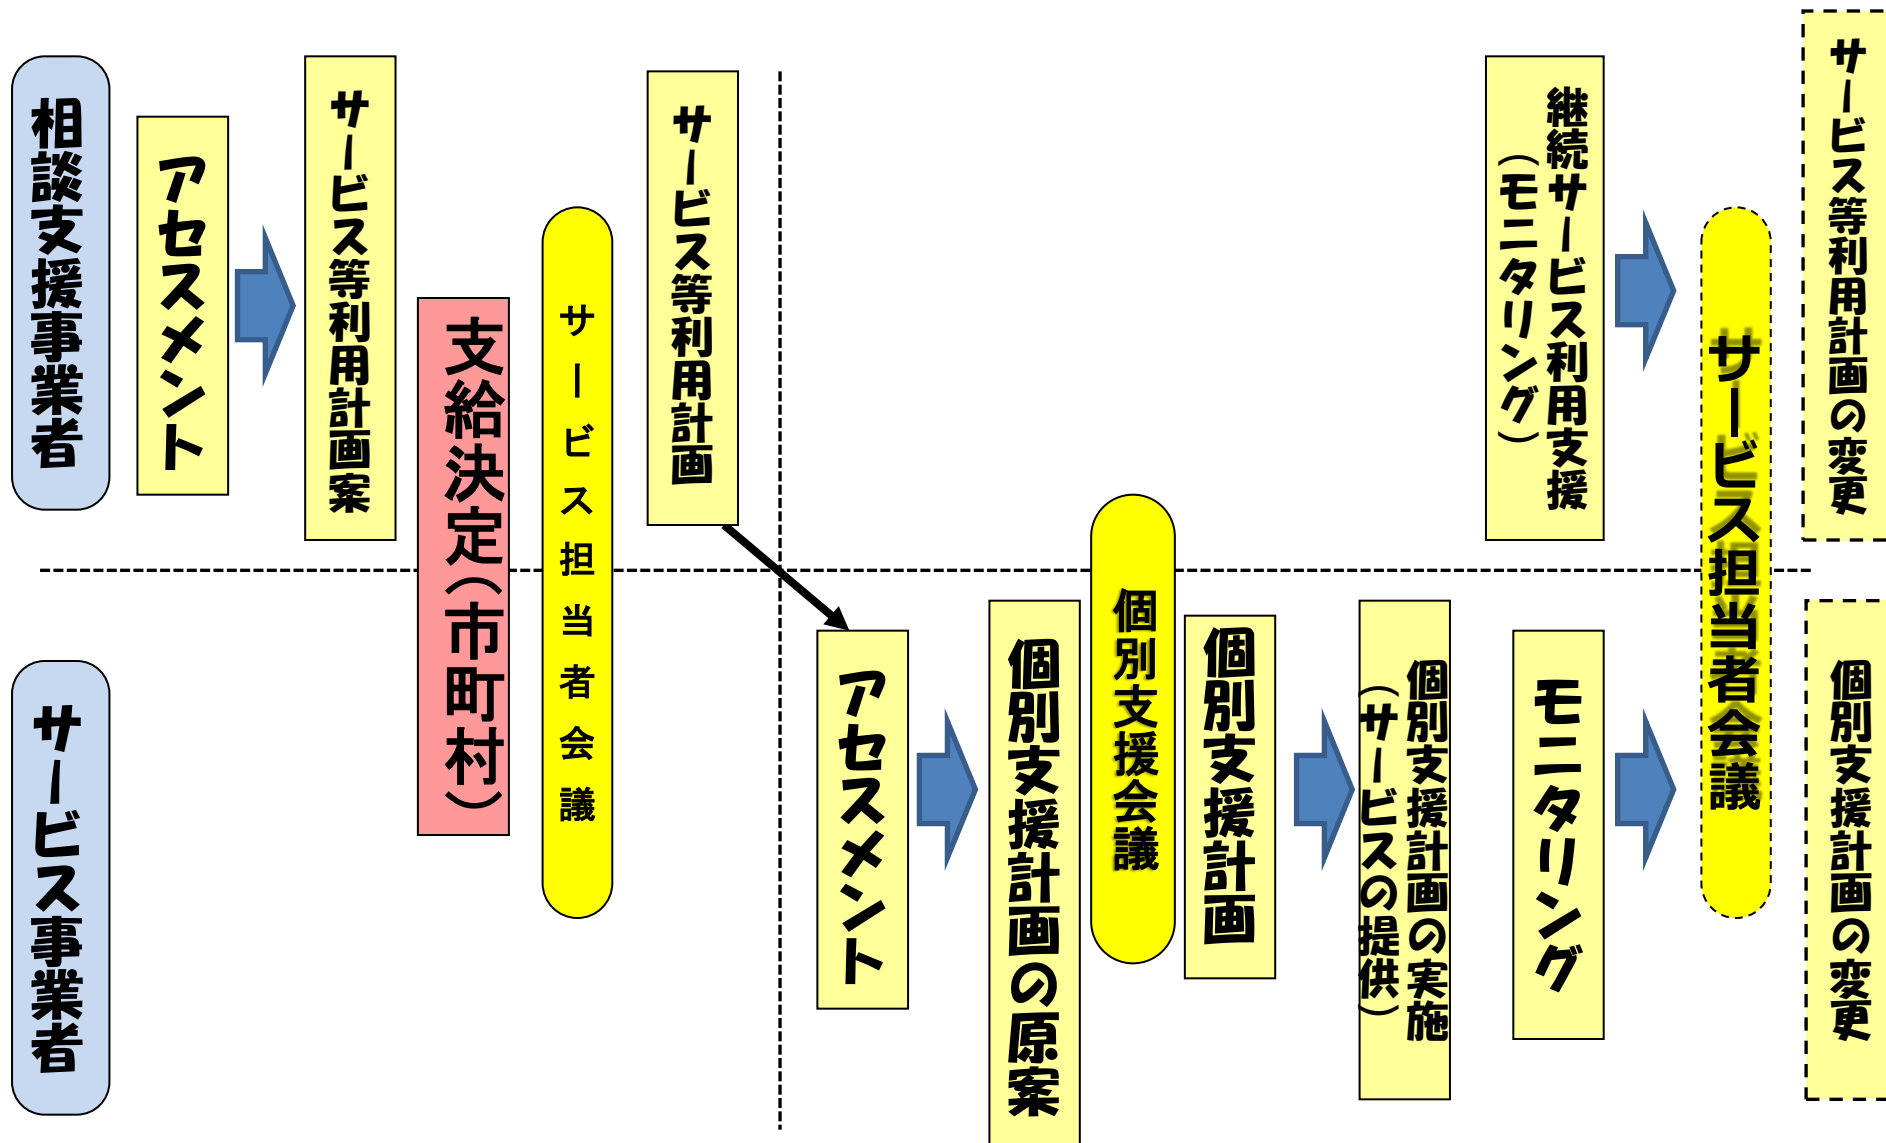 相談支援事業者
アセスメント
サービス等利用計画案
支給決定（市町村）
サービス担当者会議
サービス等利用計画
継続サービス利用支援
（モニタリング）
サービス担当者会議
サービス等利用計画の変更
サービス事業者
アセスメント
個別支援計画の原案
個別支援会議
個別支援計画
個別支援計画の実施
（サービスの提供）
モニタリング
個別支援計画の変更